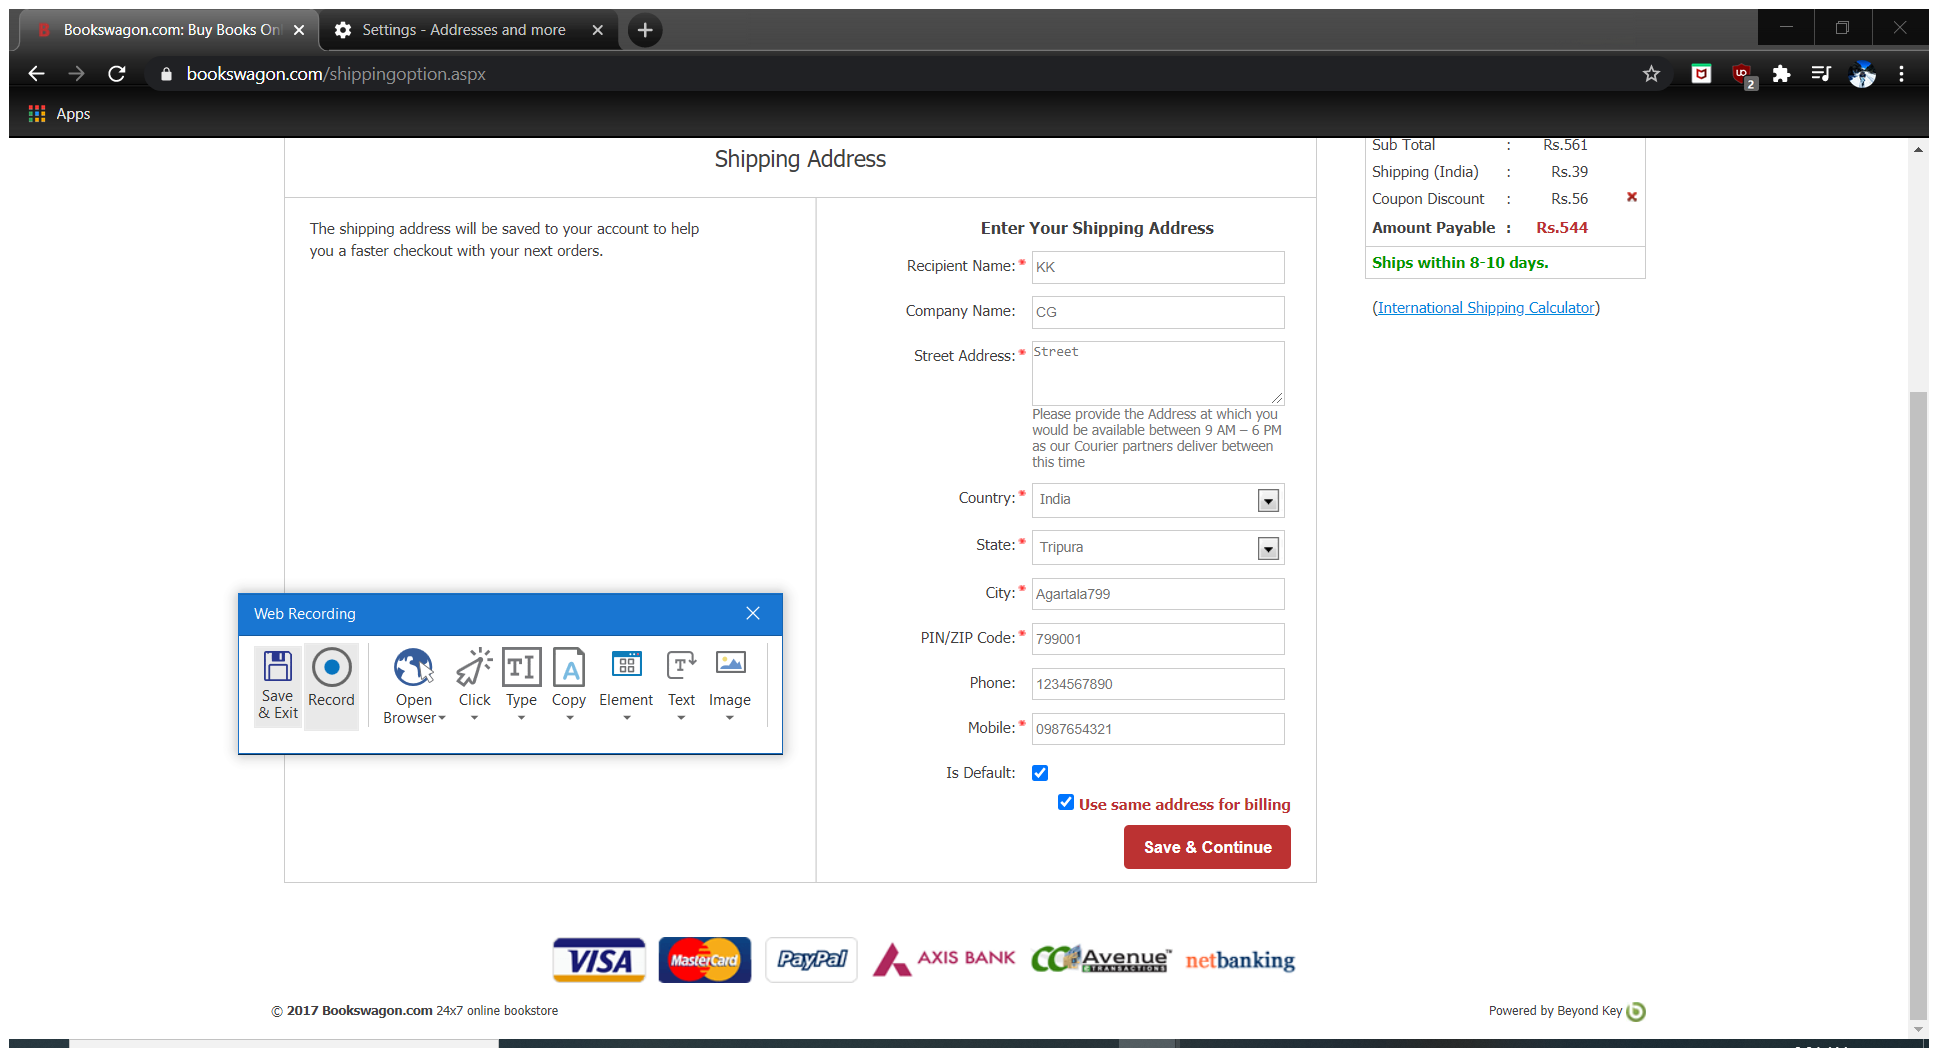 Bookswagon.com: Buy Books Onl
Settings - Addresses and more
bookswagon.com/shippingoption.aspx
2
Apps
Shipping Address
The shipping address will be saved to your account to help
you a faster checkout with your next orders.
Enter Your Shipping Address
Recipient Name:* KK
Company Name: CG
Street Address:* Street
Please provide the Address at which you
would be available between 9 AM – 6 PM
as our Courier partners deliver between
this time
Country:* India
State:* Tripura
City:* Agartala799
PIN/ZIP Code:* 799001
Phone: 1234567890
Mobile:* 0987654321
Is Default:
Use same address for billing
Save & Continue
Sub Total : Rs.561
Shipping (India) : Rs.39
Coupon Discount : Rs.56
Amount Payable : Rs.544
Ships within 8-10 days.
(International Shipping Calculator)
Web Recording
Save
& Exit
Record
Open
Browser
Click
Type
Copy
Element
Text
Image
VISA
MasterCard
PayPal
AXIS BANK
CCAvenue™
TRANSACTIONS
netbanking
© 2017 Bookswagon.com 24x7 online bookstore
Powered by Beyond Key